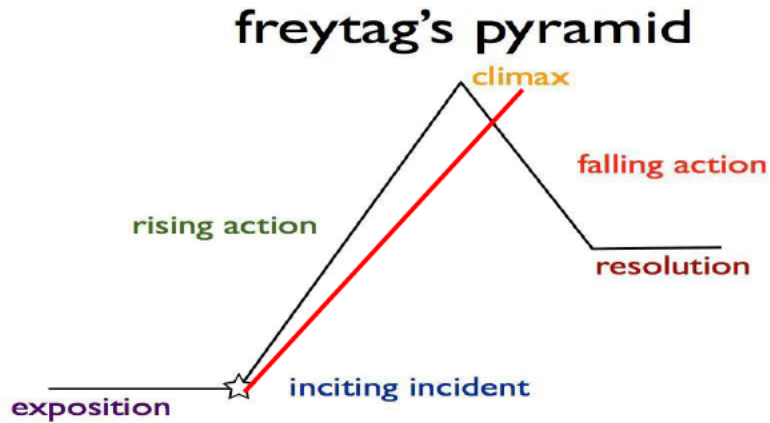 freytag's pyramid
climax
falling action
rising action
resolution
inciting incident
exposition